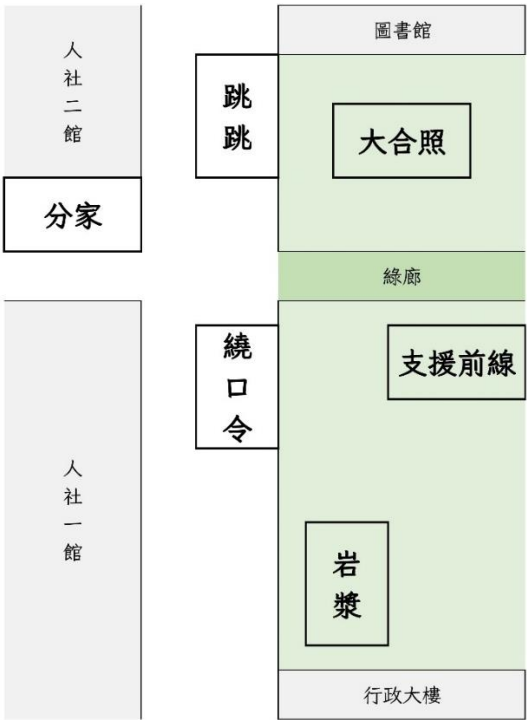 圖書館
人社二館
跳跳
大合照
分家
綠廊
繞口令
支援前線
人社一館
岩漿
行政大樓